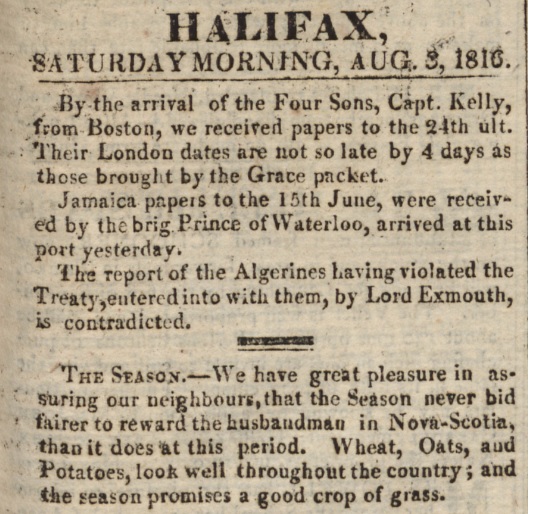 HALIFAX,
SATURDAY MORNING, AUG. 3, 1816.
By the arrival of the Four Sons, Capt. Kelly,
from Boston, we received papers to the 24th ult.
Their London dates are not so late by 4 days as
those brought by the Grace packet.
Jamaica papers to the 15th June, were receiv-
ed by the brig Prince of Waterloo, arrived at this
port yesterday.
The report of the Algerines having violated the
Treaty, entered into with them, by Lord Exmouth,
is contradicted.
THE SEASON.—We have great pleasure in as-
suring our neighbours, that the Season never bid
fairer to reward the husbandman in Nova-Scotia,
than it does at this period. Wheat, Oats, and
Potatoes, look well throughout the country; and
the season promises a good crop of grass.